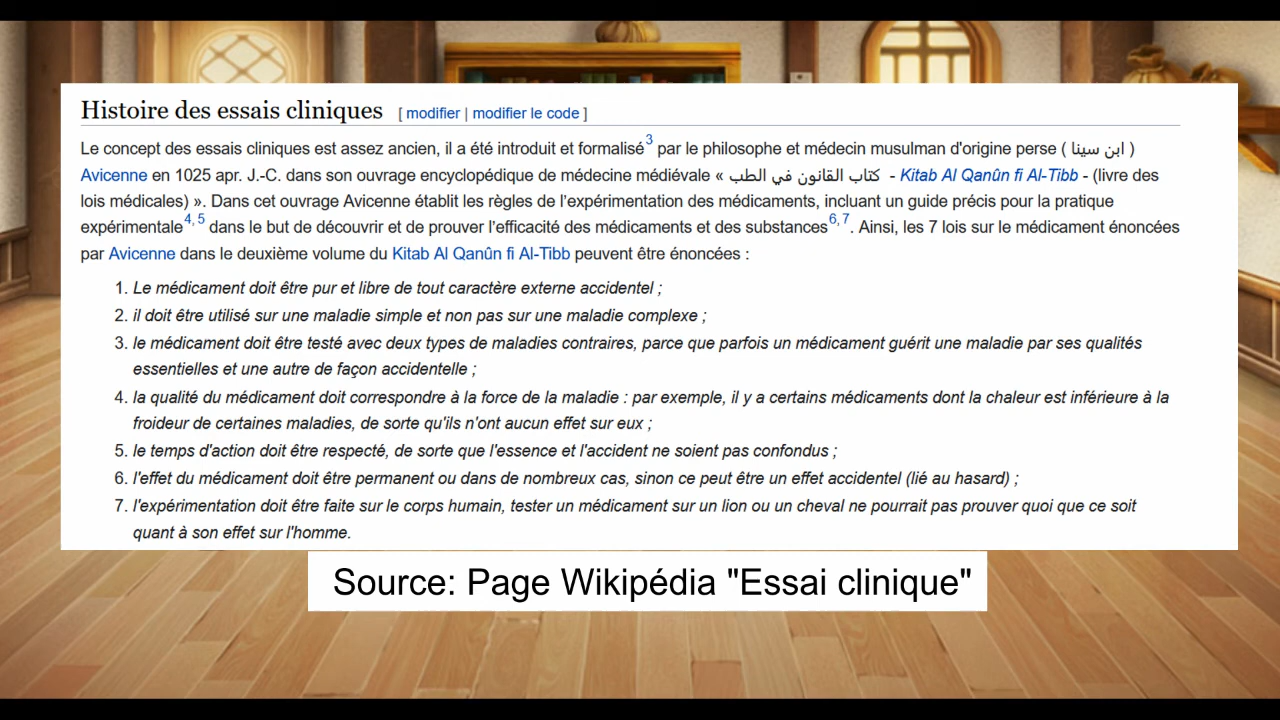 Histoire des essais cliniques [ modifier | modifier le code ]
Le concept des essais cliniques est assez ancien, il a été introduit et formalisé3 par le philosophe et médecin musulman d'origine perse ( ابن سينا )
Avicenne en 1025 apr. J.-C. dans son ouvrage encyclopédique de médecine médiévale « كتاب القانون في الطب - Kitab Al Qanûn fi Al-Tibb - (livre des
lois médicales) ». Dans cet ouvrage Avicenne établit les règles de l'expérimentation des médicaments, incluant un guide précis pour la pratique
expérimentale4, 5 dans le but de découvrir et de prouver l'efficacité des médicaments et des substances6, 7. Ainsi, les 7 lois sur le médicament énoncées
par Avicenne dans le deuxième volume du Kitab Al Qanûn fi Al-Tibb peuvent être énoncées :
1. Le médicament doit être pur et libre de tout caractère externe accidentel ;
2. il doit être utilisé sur une maladie simple et non pas sur une maladie complexe ;
3. le médicament doit être testé avec deux types de maladies contraires, parce que parfois un médicament guérit une maladie par ses qualités
essentielles et une autre de façon accidentelle ;
4. la qualité du médicament doit correspondre à la force de la maladie : par exemple, il y a certains médicaments dont la chaleur est inférieure à la
froideur de certaines maladies, de sorte qu'ils n'ont aucun effet sur eux ;
5. le temps d'action doit être respecté, de sorte que l'essence et l'accident ne soient pas confondus ;
6. l'effet du médicament doit être permanent ou dans de nombreux cas, sinon ce peut être un effet accidentel (lié au hasard) ;
7. l'expérimentation doit être faite sur le corps humain, tester un médicament sur un lion ou un cheval ne pourrait pas prouver quoi que ce soit
quant à son effet sur l'homme.
Source: Page Wikipédia "Essai clinique"